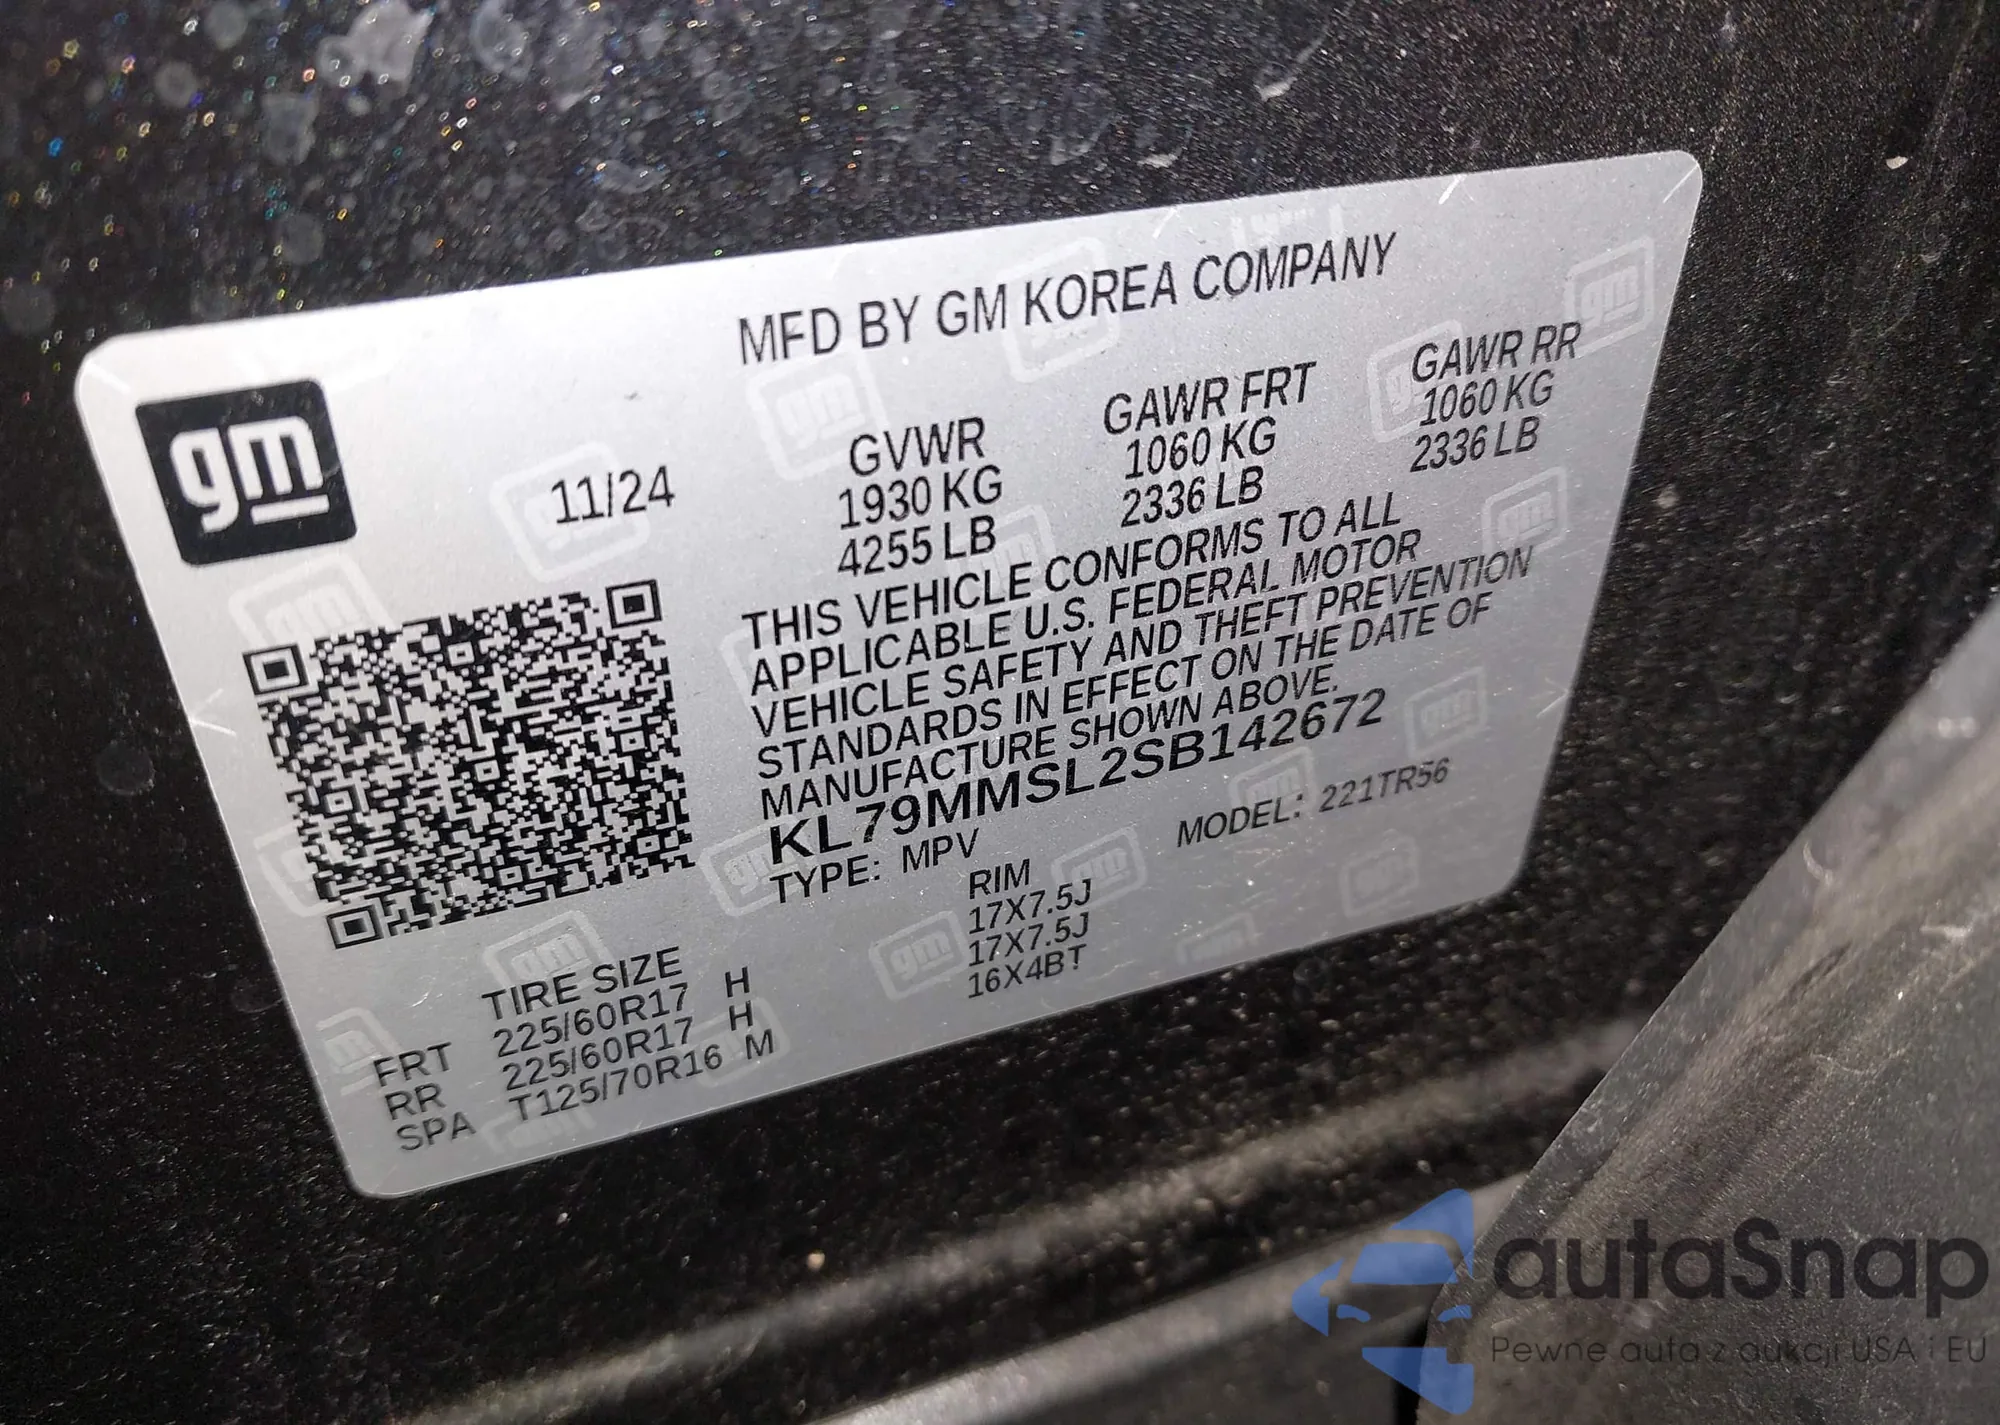 MFD BY GM KOREA COMPANY
gm
11/24
GVWR GAWR FRT GAWR RR
1930 KG 1060 KG 1060 KG
4255 LB 2336 LB 2336 LB
THIS VEHICLE CONFORMS TO ALL
APPLICABLE U.S. FEDERAL MOTOR
VEHICLE SAFETY AND THEFT PREVENTION
STANDARDS IN EFFECT ON THE DATE OF
MANUFACTURE SHOWN ABOVE.
KL79MMSL2SB142672
TYPE: MPV MODEL: 221TR56
TIRE SIZE RIM
FRT 225/60R17 H 17X7.5J
RR 225/60R17 H 17X7.5J
SPA T125/70R16 M 16X4BT
autaSnap
Pewne auta z aukcji USA i EU